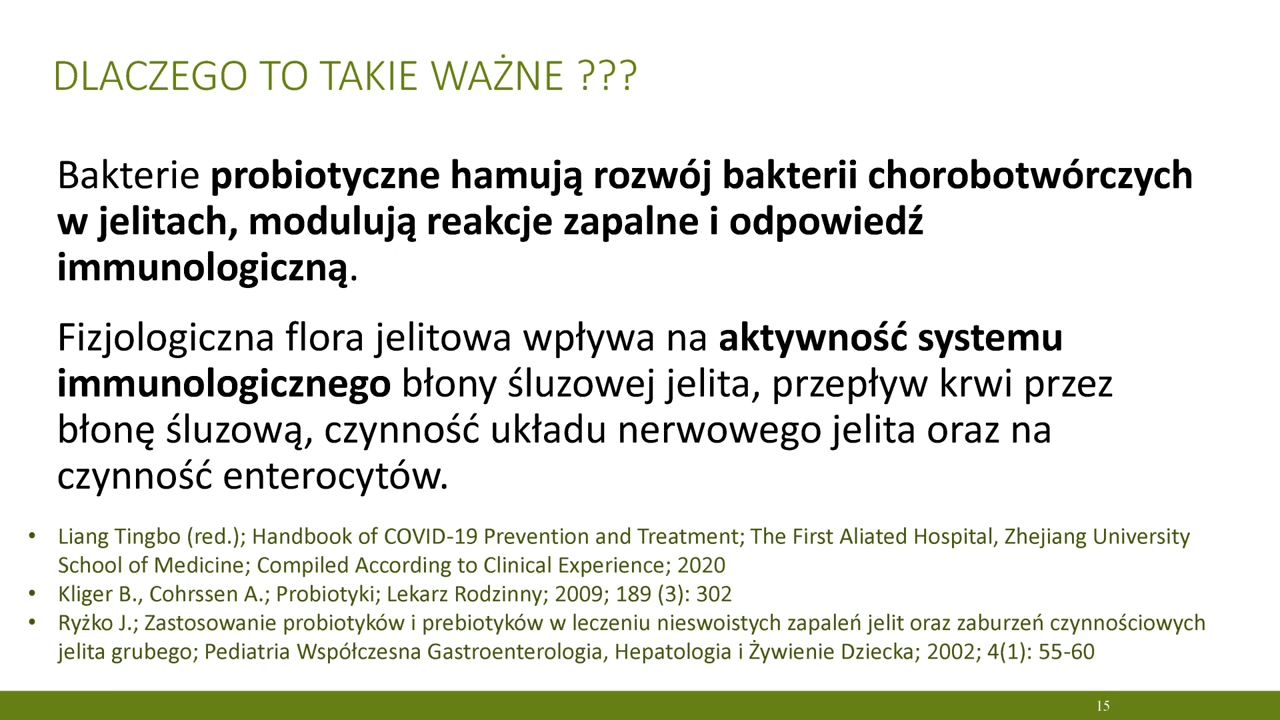 DLACZEGO TO TAKIE WAŻNE ???
Bakterie probiotyczne hamują rozwój bakterii chorobotwórczych
w jelitach, modulują reakcje zapalne i odpowiedź
immunologiczną.
Fizjologiczna flora jelitowa wpływa na aktywność systemu
immunologicznego błony śluzowej jelita, przepływ krwi przez
błonę śluzową, czynność układu nerwowego jelita oraz na
czynność enterocytów.
• Liang Tingbo (red.); Handbook of COVID-19 Prevention and Treatment; The First Aliated Hospital, Zhejiang University
School of Medicine; Compiled According to Clinical Experience; 2020
• Kliger B., Cohrssen A.; Probiotyki; Lekarz Rodzinny; 2009; 189 (3): 302
• Ryżko J.; Zastosowanie probiotyków i prebiotyków w leczeniu nieswoistych zapaleń jelit oraz zaburzeń czynnościowych
jelita grubego; Pediatria Współczesna Gastroenterologia, Hepatologia i Żywienie Dziecka; 2002; 4(1): 55-60
15